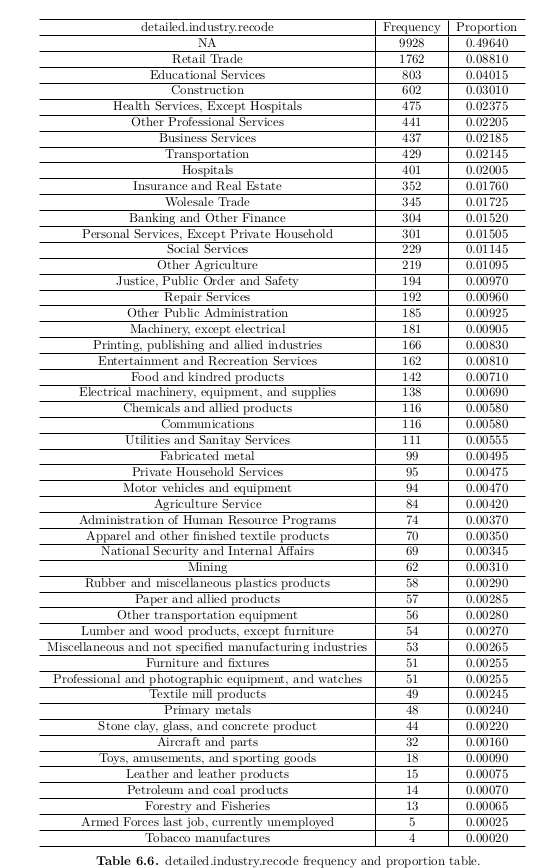 detailed.industry.recode Frequency Proportion
NA 9928 0.49640
Retail Trade 1762 0.08810
Educational Services 803 0.04015
Construction 602 0.03010
Health Services, Except Hospitals 475 0.02375
Other Professional Services 441 0.02205
Business Services 437 0.02185
Transportation 429 0.02145
Hospitals 401 0.02005
Insurance and Real Estate 352 0.01760
Wolesale Trade 345 0.01725
Banking and Other Finance 304 0.01520
Personal Services, Except Private Household 301 0.01505
Social Services 229 0.01145
Other Agriculture 219 0.01095
Justice, Public Order and Safety 194 0.00970
Repair Services 192 0.00960
Other Public Administration 185 0.00925
Machinery, except electrical 181 0.00905
Printing, publishing and allied industries 166 0.00830
Entertainment and Recreation Services 162 0.00810
Food and kindred products 142 0.00710
Electrical machinery, equipment, and supplies 138 0.00690
Chemicals and allied products 116 0.00580
Communications 116 0.00580
Utilities and Sanitay Services 111 0.00555
Fabricated metal 99 0.00495
Private Household Services 95 0.00475
Motor vehicles and equipment 94 0.00470
Agriculture Service 84 0.00420
Administration of Human Resource Programs 74 0.00370
Apparel and other finished textile products 70 0.00350
National Security and Internal Affairs 69 0.00345
Mining 62 0.00310
Rubber and miscellaneous plastics products 58 0.00290
Paper and allied products 57 0.00285
Other transportation equipment 56 0.00280
Lumber and wood products, except furniture 54 0.00270
Miscellaneous and not specified manufacturing industries 53 0.00265
Furniture and fixtures 51 0.00255
Professional and photographic equipment, and watches 51 0.00255
Textile mill products 49 0.00245
Primary metals 48 0.00240
Stone clay, glass, and concrete product 44 0.00220
Aircraft and parts 32 0.00160
Toys, amusements, and sporting goods 18 0.00090
Leather and leather products 15 0.00075
Petroleum and coal products 14 0.00070
Forestry and Fisheries 13 0.00065
Armed Forces last job, currently unemployed 5 0.00025
Tobacco manufactures 4 0.00020
Table 6.6. detailed.industry.recode frequency and proportion table.